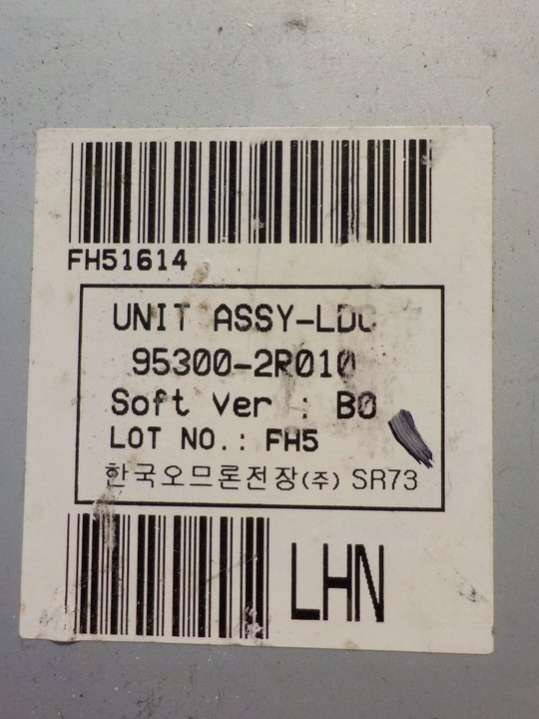 FH51614
UNIT ASSY-LDC
95300-2R010
Soft Ver : B0
LOT NO.: FH5
한국오므론전장(주) SR73
LHN